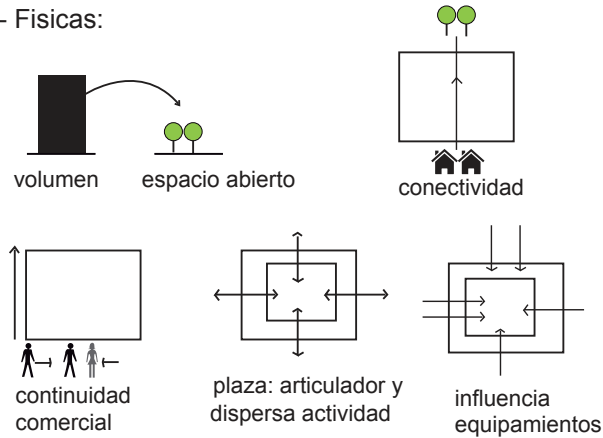 - Fisicas:
volumen
espacio abierto
conectividad
continuidad
comercial
plaza: articulador y
dispersa actividad
influencia
equipamientos